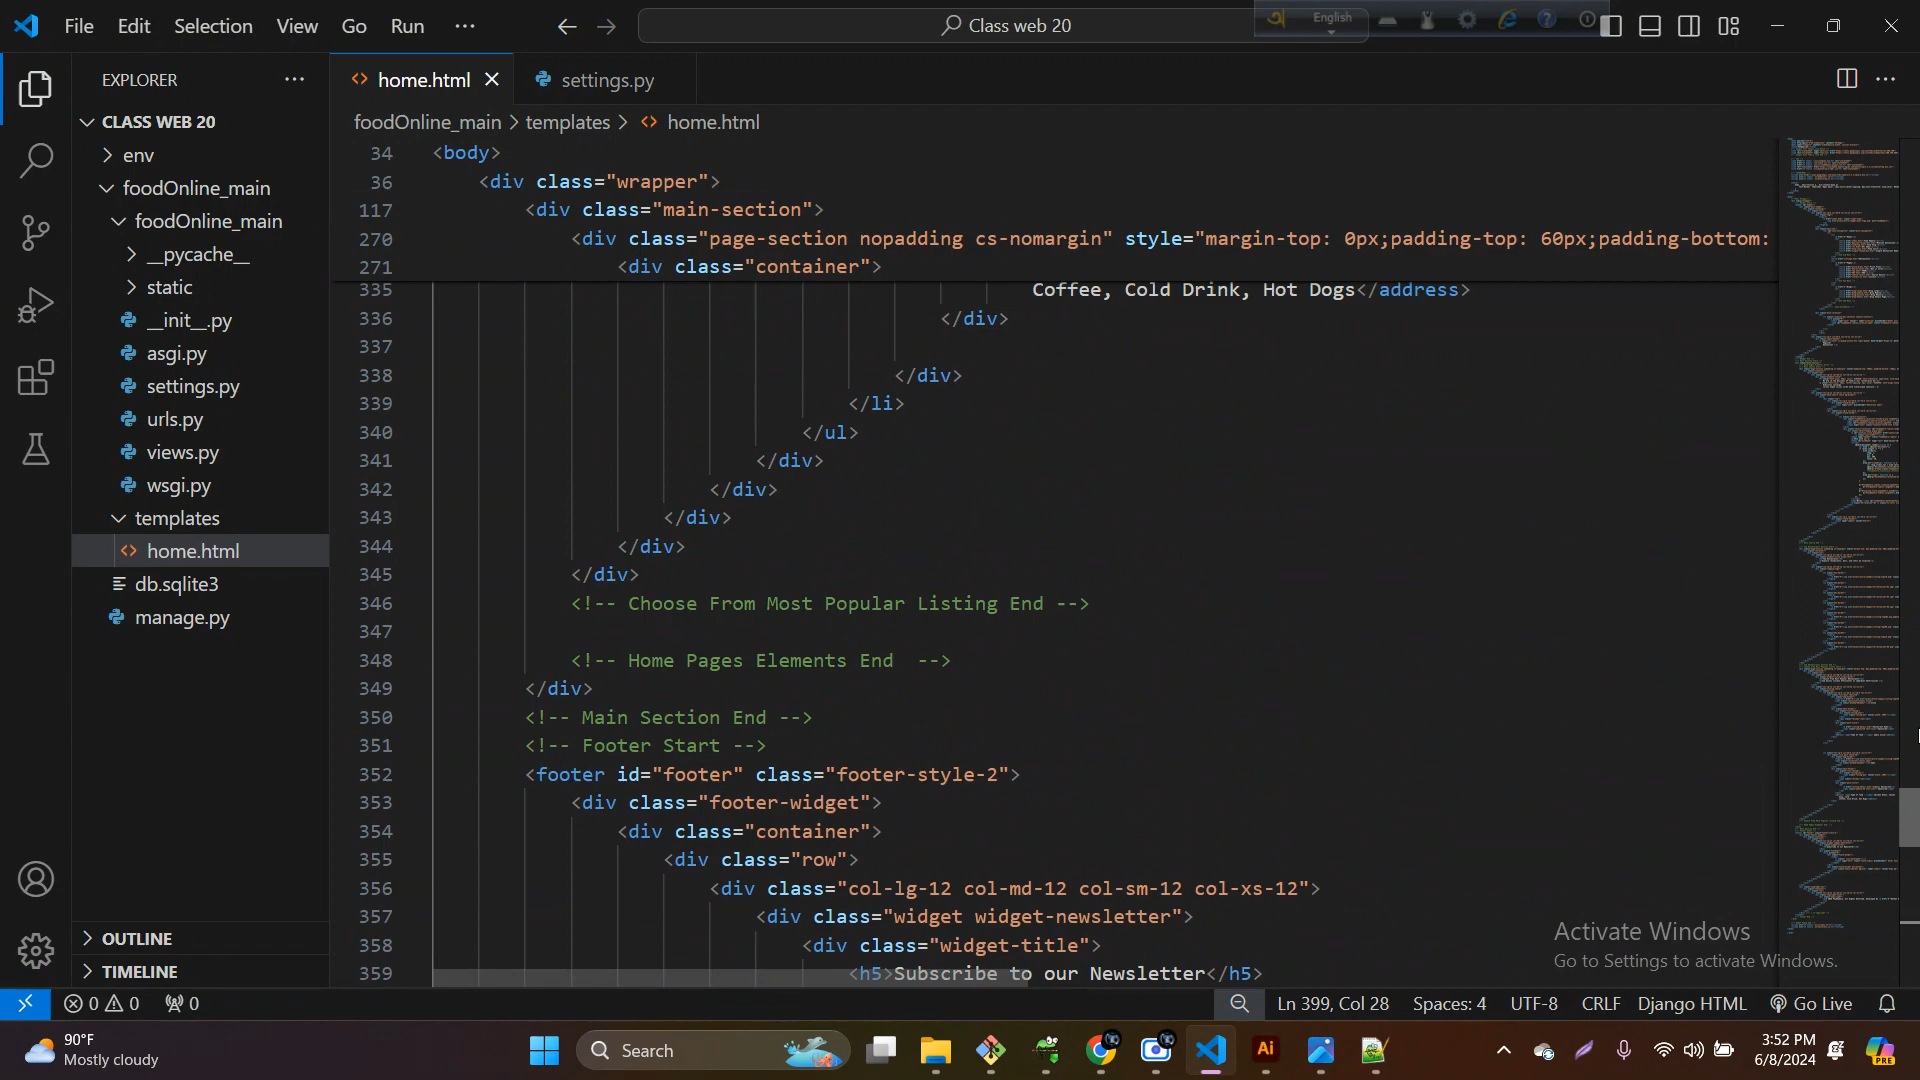 File Edit Selection View Go Run ··· Class web 20 English
EXPLORER ···
home.html settings.py
CLASS WEB 20
env
foodOnline_main
foodOnline_main
__pycache__
static
__init__.py
asgi.py
settings.py
urls.py
views.py
wsgi.py
templates
home.html
db.sqlite3
manage.py
OUTLINE
TIMELINE
foodOnline_main > templates > home.html
34 <body>
36 <div class="wrapper">
117 <div class="main-section">
270 <div class="page-section nopadding cs-nomargin" style="margin-top: 0px;padding-top: 60px;padding-bottom:
271 <div class="container">
335 Coffee, Cold Drink, Hot Dogs</address>
336 </div>
337
338 </div>
339 </li>
340 </ul>
341 </div>
342 </div>
343 </div>
344 </div>
345 </div>
346 <!-- Choose From Most Popular Listing End -->
347
348 <!-- Home Pages Elements End  -->
349 </div>
350 <!-- Main Section End -->
351 <!-- Footer Start -->
352 <footer id="footer" class="footer-style-2">
353 <div class="footer-widget">
354 <div class="container">
355 <div class="row">
356 <div class="col-lg-12 col-md-12 col-sm-12 col-xs-12">
357 <div class="widget widget-newsletter">
358 <div class="widget-title">
359 <h5>Subscribe to our Newsletter</h5>
Activate Windows
Go to Settings to activate Windows.
0 0 0 Ln 399, Col 28 Spaces: 4 UTF-8 CRLF Django HTML Go Live
90°F
Mostly cloudy
Search
Ai
3:52 PM
6/8/2024
PRE